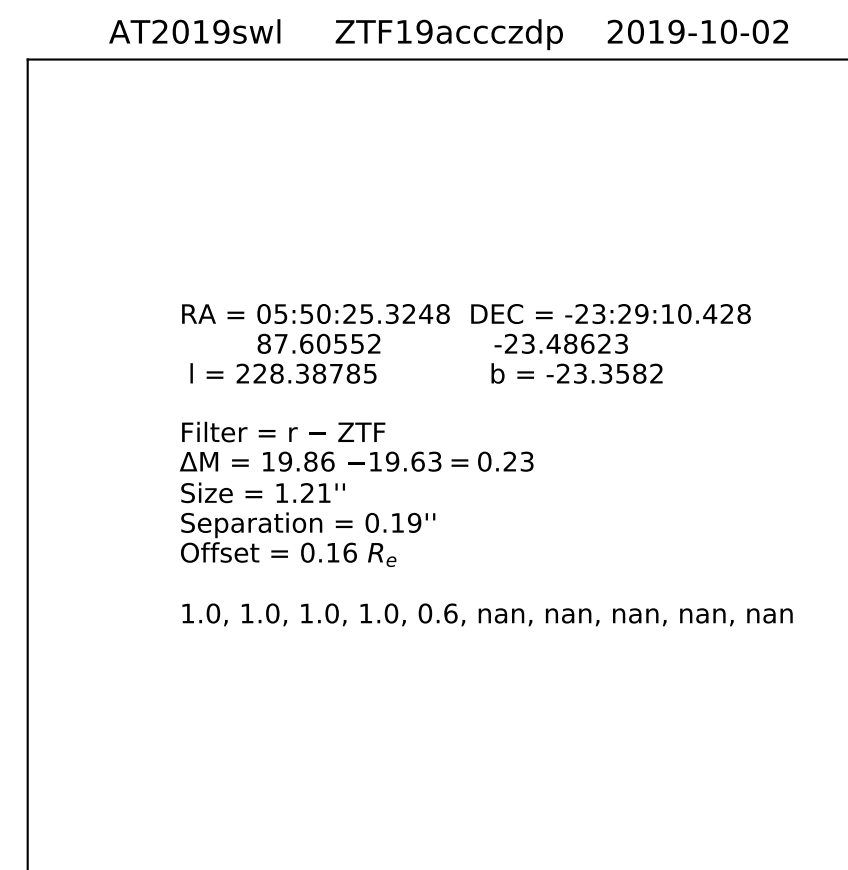 AT2019swl ZTF19accczdp 2019-10-02
RA = 05:50:25.3248 DEC = -23:29:10.428
87.60552 -23.48623
l = 228.38785 b = -23.3582
Filter = r − ZTF
ΔM = 19.86 −19.63 = 0.23
Size = 1.21''
Separation = 0.19''
Offset = 0.16 Re
1.0, 1.0, 1.0, 1.0, 0.6, nan, nan, nan, nan, nan